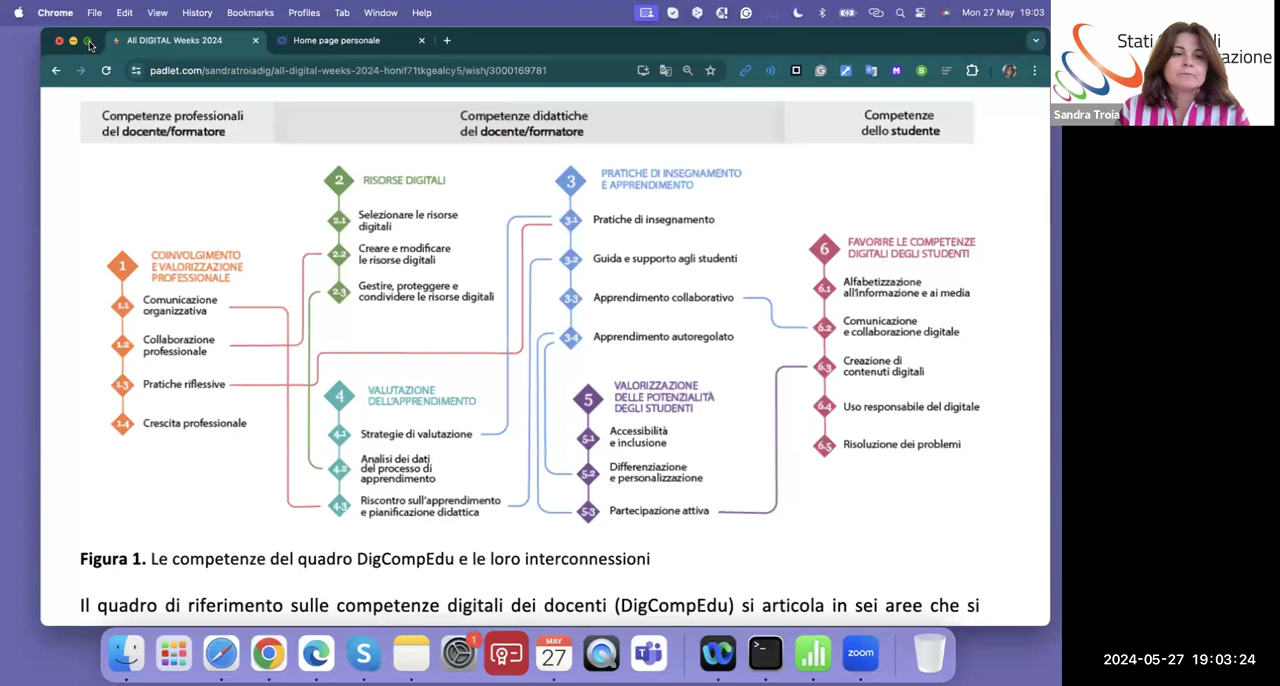 Chrome File Edit View History Bookmarks Profiles Tab Window Help
Mon 27 May 19:03
All DIGITAL Weeks 2024
Home page personale
padlet.com/sandratroiadig/all-digital-weeks-2024-honif71tkgealcy5/wish/3000169781
Stati
azione
Sandra Troia
Competenze professionali
del docente/formatore
Competenze didattiche
del docente/formatore
Competenze
dello studente
1 COINVOLGIMENTO
E VALORIZZAZIONE
PROFESSIONALE
1.1 Comunicazione
organizzativa
1.2 Collaborazione
professionale
1.3 Pratiche riflessive
1.4 Crescita professionale
2 RISORSE DIGITALI
2.1 Selezionare le risorse
digitali
2.2 Creare e modificare
le risorse digitali
2.3 Gestire, proteggere e
condividere le risorse digitali
4 VALUTAZIONE
DELL'APPRENDIMENTO
4.1 Strategie di valutazione
4.2 Analisi dei dati
del processo di
apprendimento
4.3 Riscontro sull'apprendimento
e pianificazione didattica
3 PRATICHE DI INSEGNAMENTO
E APPRENDIMENTO
3.1 Pratiche di insegnamento
3.2 Guida e supporto agli studenti
3.3 Apprendimento collaborativo
3.4 Apprendimento autoregolato
5 VALORIZZAZIONE
DELLE POTENZIALITÀ
DEGLI STUDENTI
5.1 Accessibilità
e inclusione
5.2 Differenziazione
e personalizzazione
5.3 Partecipazione attiva
6 FAVORIRE LE COMPETENZE
DIGITALI DEGLI STUDENTI
6.1 Alfabetizzazione
all'informazione e ai media
6.2 Comunicazione
e collaborazione digitale
6.3 Creazione di
contenuti digitali
6.4 Uso responsabile del digitale
6.5 Risoluzione dei problemi
Figura 1. Le competenze del quadro DigCompEdu e le loro interconnessioni
Il quadro di riferimento sulle competenze digitali dei docenti (DigCompEdu) si articola in sei aree che si
1
MAY
27
zoom
2024-05-27 19:03:24